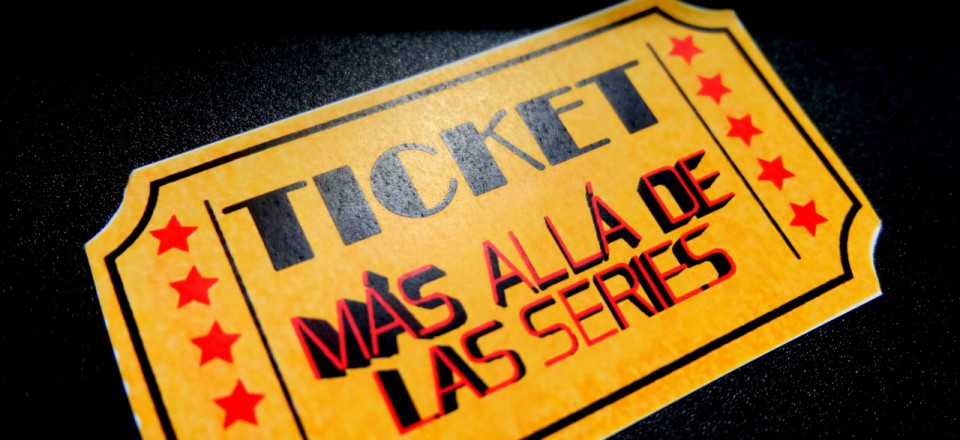 TICKET
MÁS ALLÁ DE
LAS SERIES